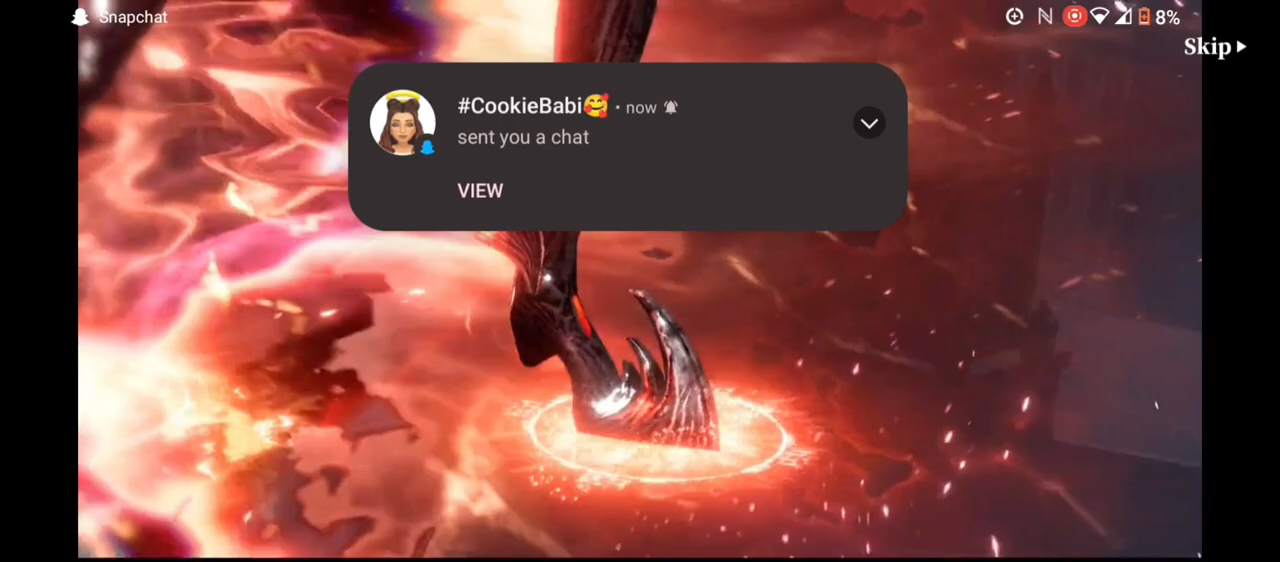 Snapchat
8%
Skip
#CookieBabi🥰 • now
sent you a chat
VIEW